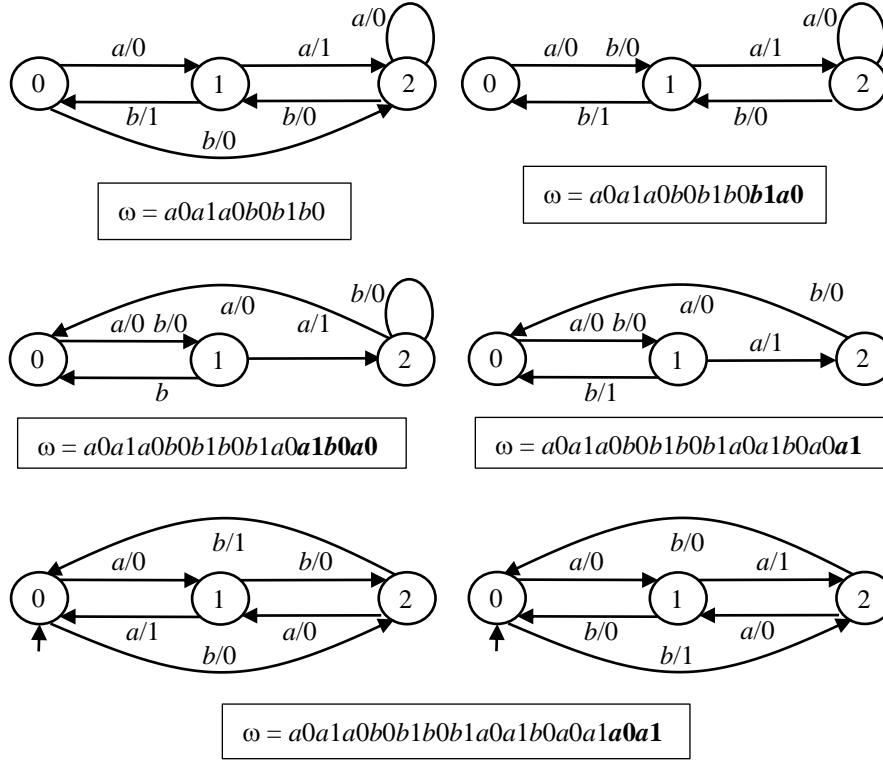 a/0
a/0 a/1 a/0 b/0 a/1
0 1 2 0 1 2
b/1 b/0 b/1 b/0
b/0
ω = a0a1a0b0b1b0b1a0
ω = a0a1a0b0b1b0
a/0 b/0 a/0 b/0
a/0 b/0 a/1 a/0 b/0
0 1 2 0 1 2
a/1
b b/1
ω = a0a1a0b0b1b0b1a0a1b0a0 ω = a0a1a0b0b1b0b1a0a1b0a0a1
b/1 b/0
a/0 b/0 a/0 a/1
0 1 2 0 1 2
a/1 a/0 b/0 a/0
b/0 b/1
ω = a0a1a0b0b1b0b1a0a1b0a0a1a0a1